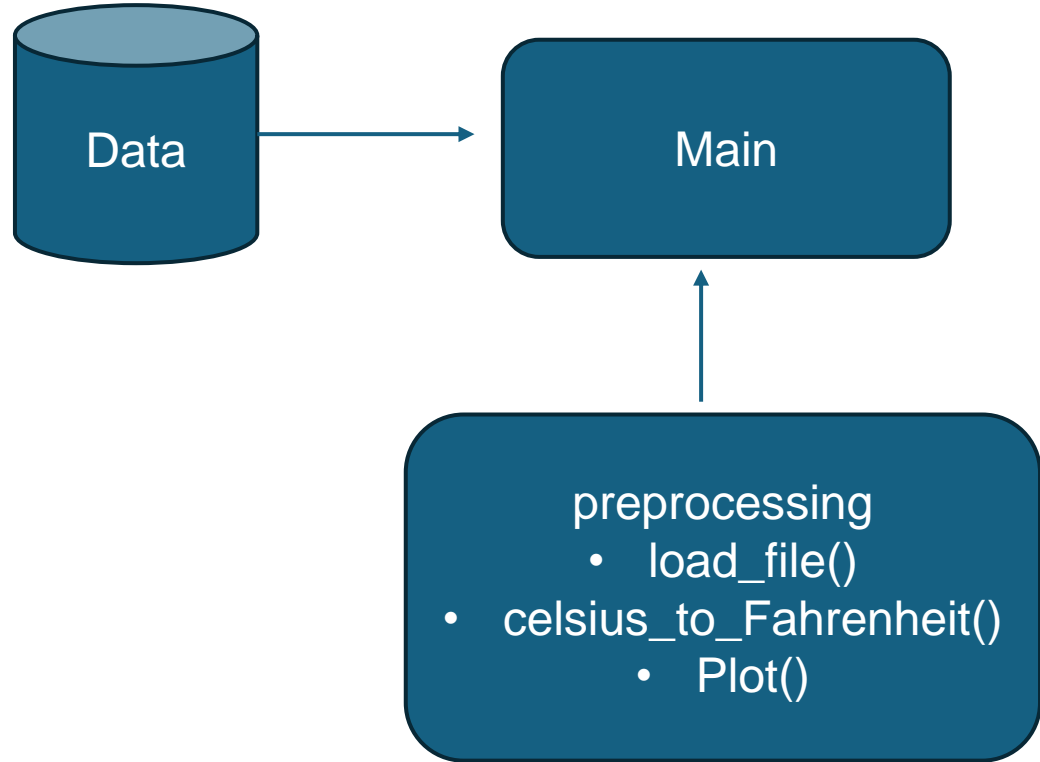 Data
Main
preprocessing
• load_file()
• celsius_to_Fahrenheit()
• Plot()